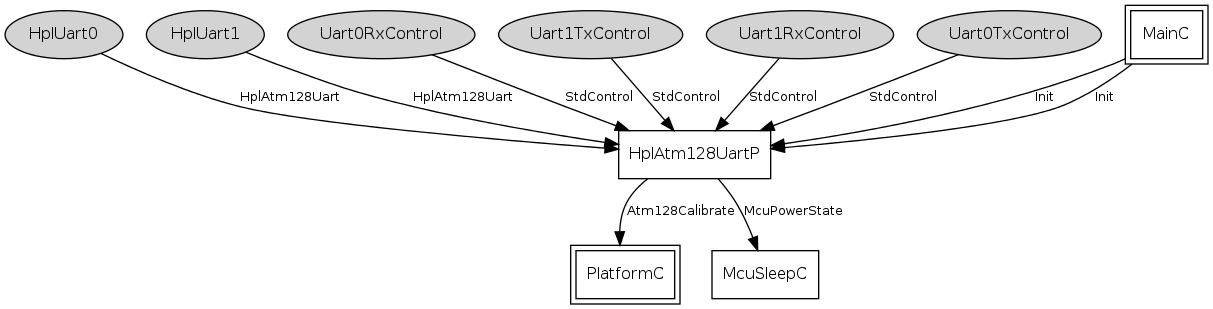 HplUart0
HplUart1
Uart0RxControl
Uart1TxControl
Uart1RxControl
Uart0TxControl
MainC
HplAtm128Uart
HplAtm128Uart
StdControl
StdControl
StdControl
StdControl
Init
Init
HplAtm128UartP
Atm128Calibrate
McuPowerState
PlatformC
McuSleepC